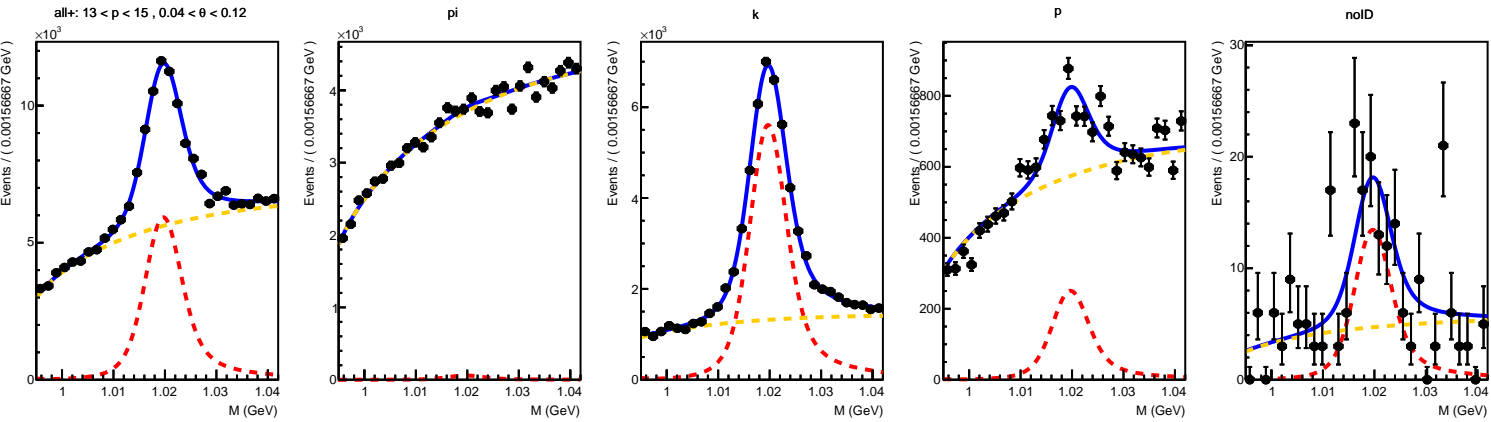 all+: 13 < p < 15 , 0.04 < θ < 0.12
×10³
Events / ( 0.00156667 GeV )
10
5
0
1 1.01 1.02 1.03 1.04
M (GeV)
pi
×10³
Events / ( 0.00156667 GeV )
4
3
2
1
0
1 1.01 1.02 1.03 1.04
M (GeV)
k
×10³
Events / ( 0.00156667 GeV )
6
4
2
0
1 1.01 1.02 1.03 1.04
M (GeV)
p
Events / ( 0.00156667 GeV )
800
600
400
200
0
1 1.01 1.02 1.03 1.04
M (GeV)
noID
Events / ( 0.00156667 GeV )
30
20
10
0
1 1.01 1.02 1.03 1.04
M (GeV)